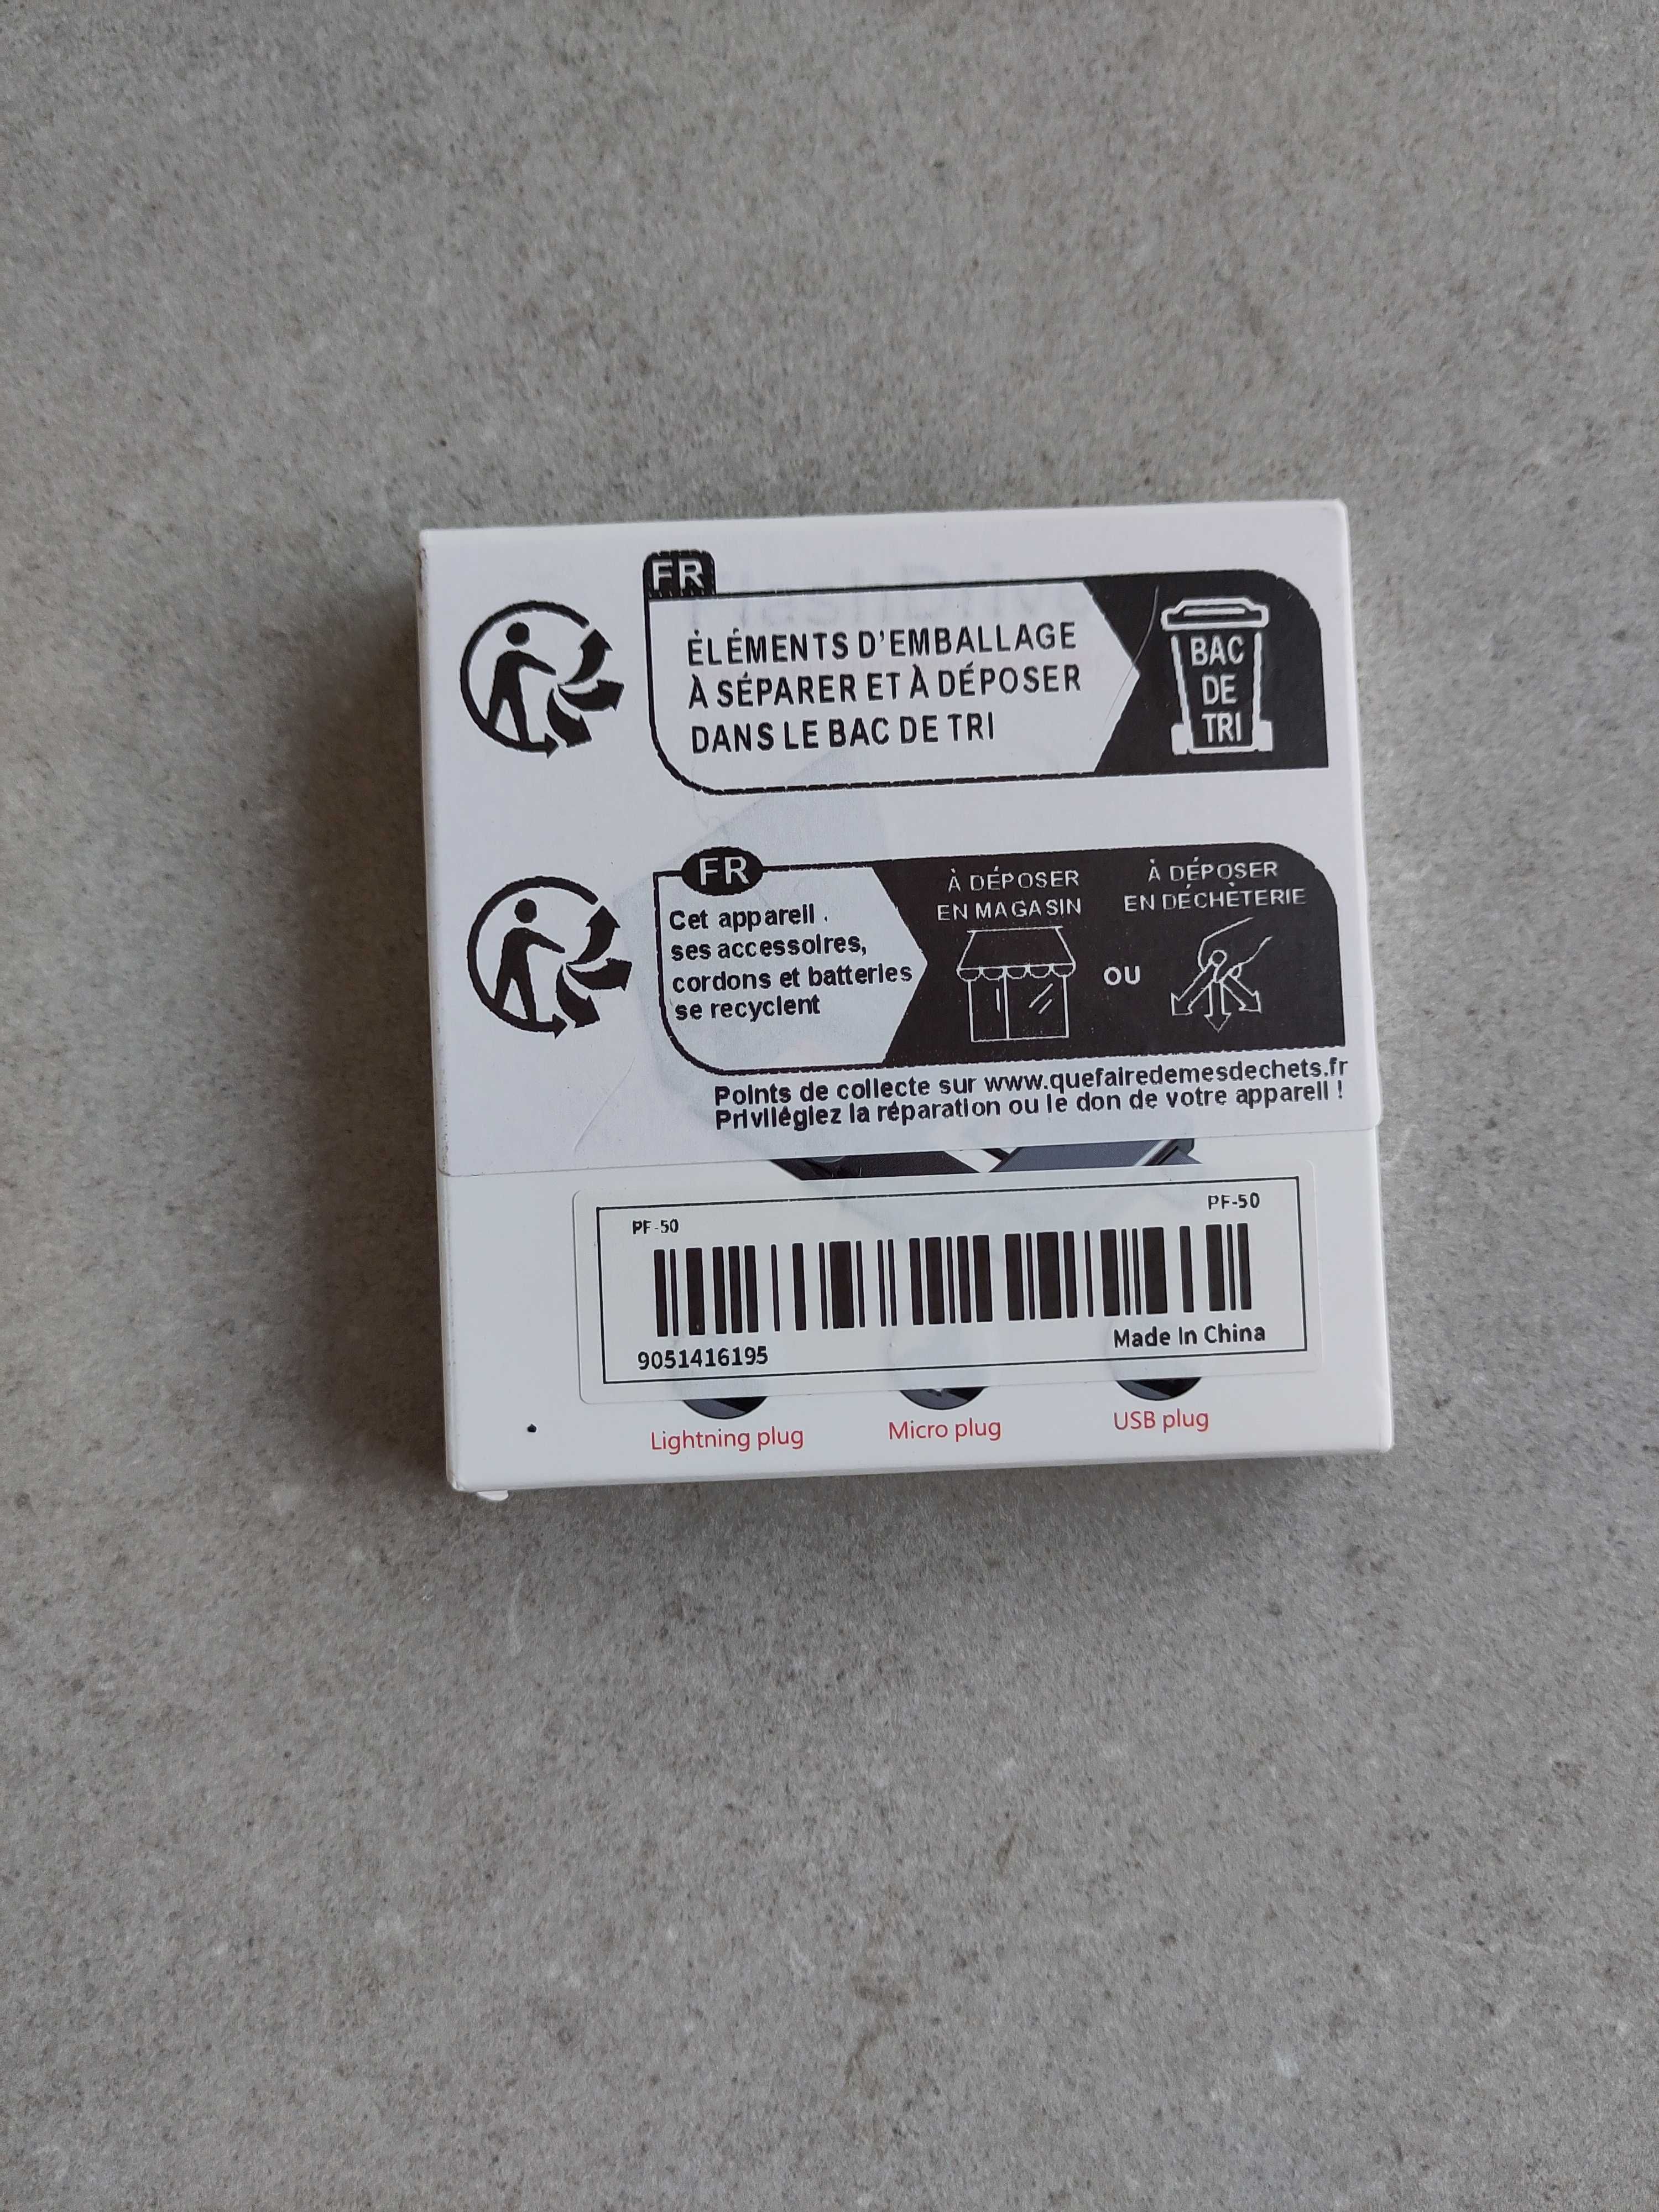 FR
ÉLÉMENTS D'EMBALLAGE
À SÉPARER ET À DÉPOSER
DANS LE BAC DE TRI
BAC
DE
TRI
FR
Cet appareil .
ses accessoires,
cordons et batteries
se recyclent
À DÉPOSER
EN MAGASIN
OU
À DÉPOSER
EN DÉCHÈTERIE
Points de collecte sur www.quefairedemesdechets.fr
Privilégiez la réparation ou le don de votre appareil !
PF-50
PF-50
9051416195
Made In China
Lightning plug
Micro plug
USB plug